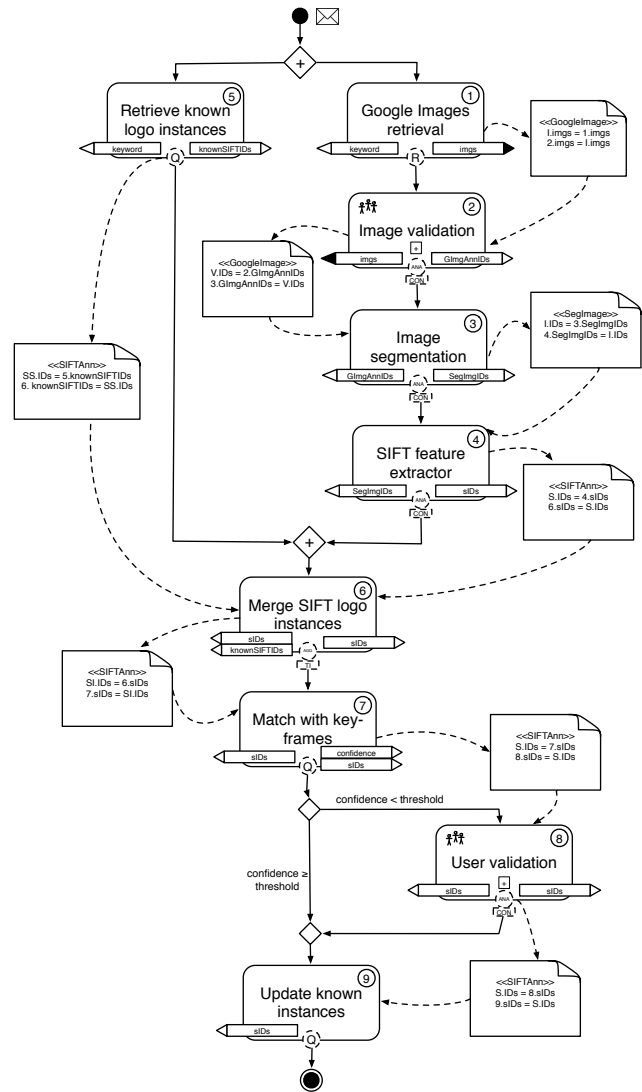 +
5
Retrieve known
logo instances
keyword
knownSIFTIDs
Q
1
Google Images
retrieval
keyword
imgs
R
<<GoogleImage>>
I.imgs = 1.imgs
2.imgs = I.imgs
2
Image validation
+
imgs
GImgAnnIDs
ANA
CON
<<GoogleImage>>
V.IDs = 2.GImgAnnIDs
3.GImgAnnIDs = V.IDs
3
Image
segmentation
GImgAnnIDs
SegImgIDs
ANA
CON
<<SegImage>>
I.IDs = 3.SegImgIDs
4.SegImgIDs = I.IDs
<<SIFTAnn>>
SS.IDs = 5.knownSIFTIDs
6. knownSIFTIDs = SS.IDs
4
SIFT feature
extractor
SegImgIDs
sIDs
ANA
CON
<<SIFTAnn>>
S.IDs = 4.sIDs
6.sIDs = S.IDs
+
6
Merge SIFT logo
instances
sIDs
knownSIFTIDs
sIDs
AGG
TI
<<SIFTAnn>>
SI.IDs = 6.sIDs
7.sIDs = SI.IDs
7
Match with key-
frames
sIDs
confidence
sIDs
Q
<<SIFTAnn>>
S.IDs = 7.sIDs
8.sIDs = S.IDs
confidence < threshold
8
User validation
+
sIDs
sIDs
ANA
CON
confidence ≥
threshold
9
Update known
instances
sIDs
Q
<<SIFTAnn>>
S.IDs = 8.sIDs
9.sIDs = S.IDs